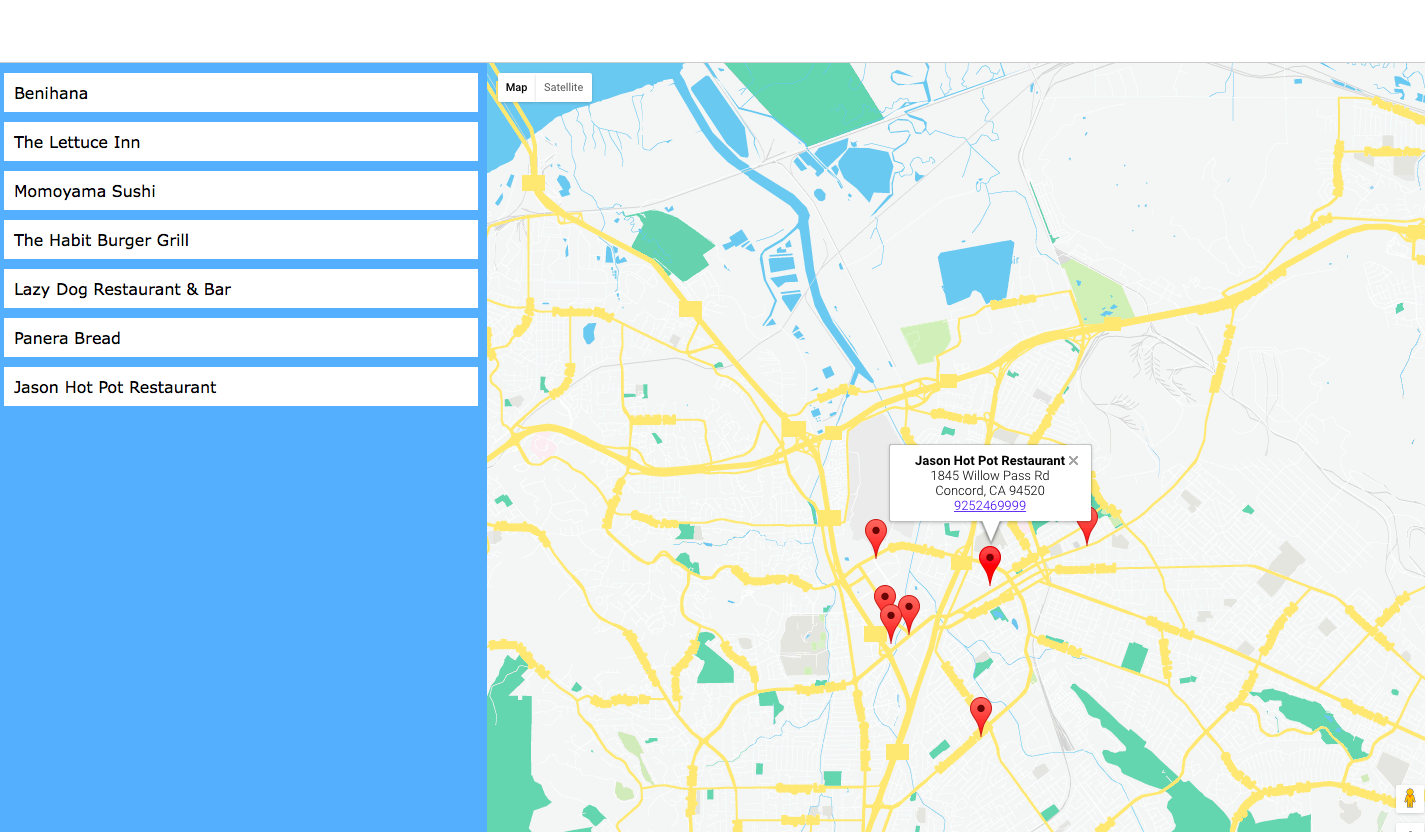 Benihana
The Lettuce Inn
Momoyama Sushi
The Habit Burger Grill
Lazy Dog Restaurant & Bar
Panera Bread
Jason Hot Pot Restaurant
Map
Satellite
Jason Hot Pot Restaurant
1845 Willow Pass Rd
Concord, CA 94520
9252469999